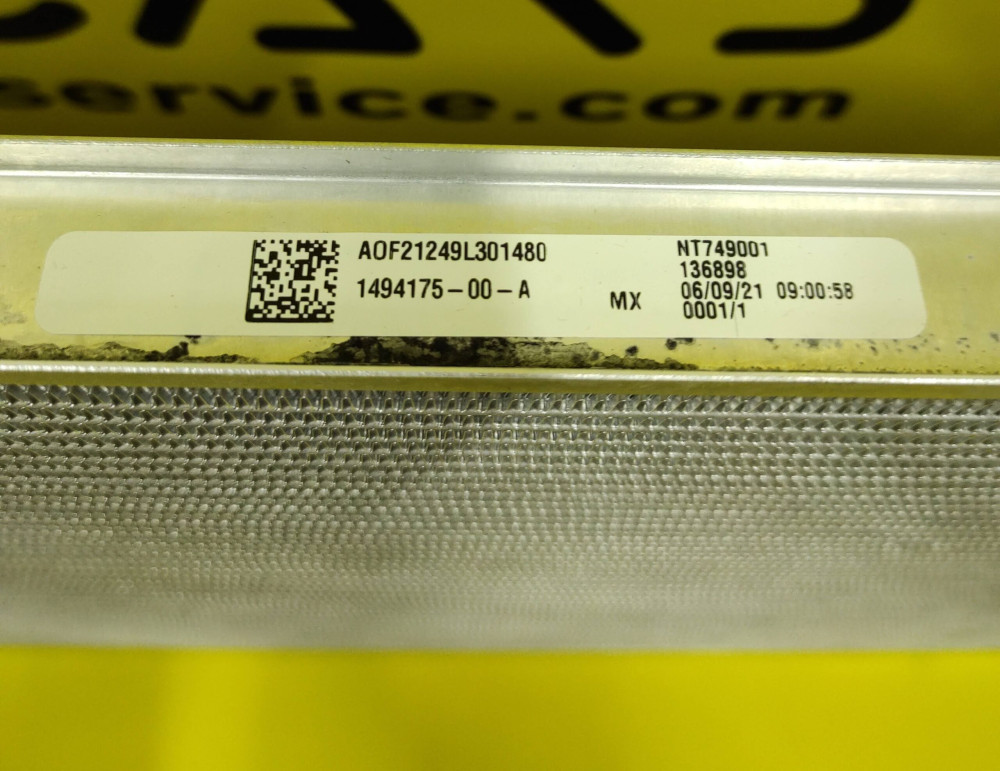 service.com
AOF21249L301480
1494175-00-A
MX
NT749001
136898
06/09/21 09:00:58
0001/1